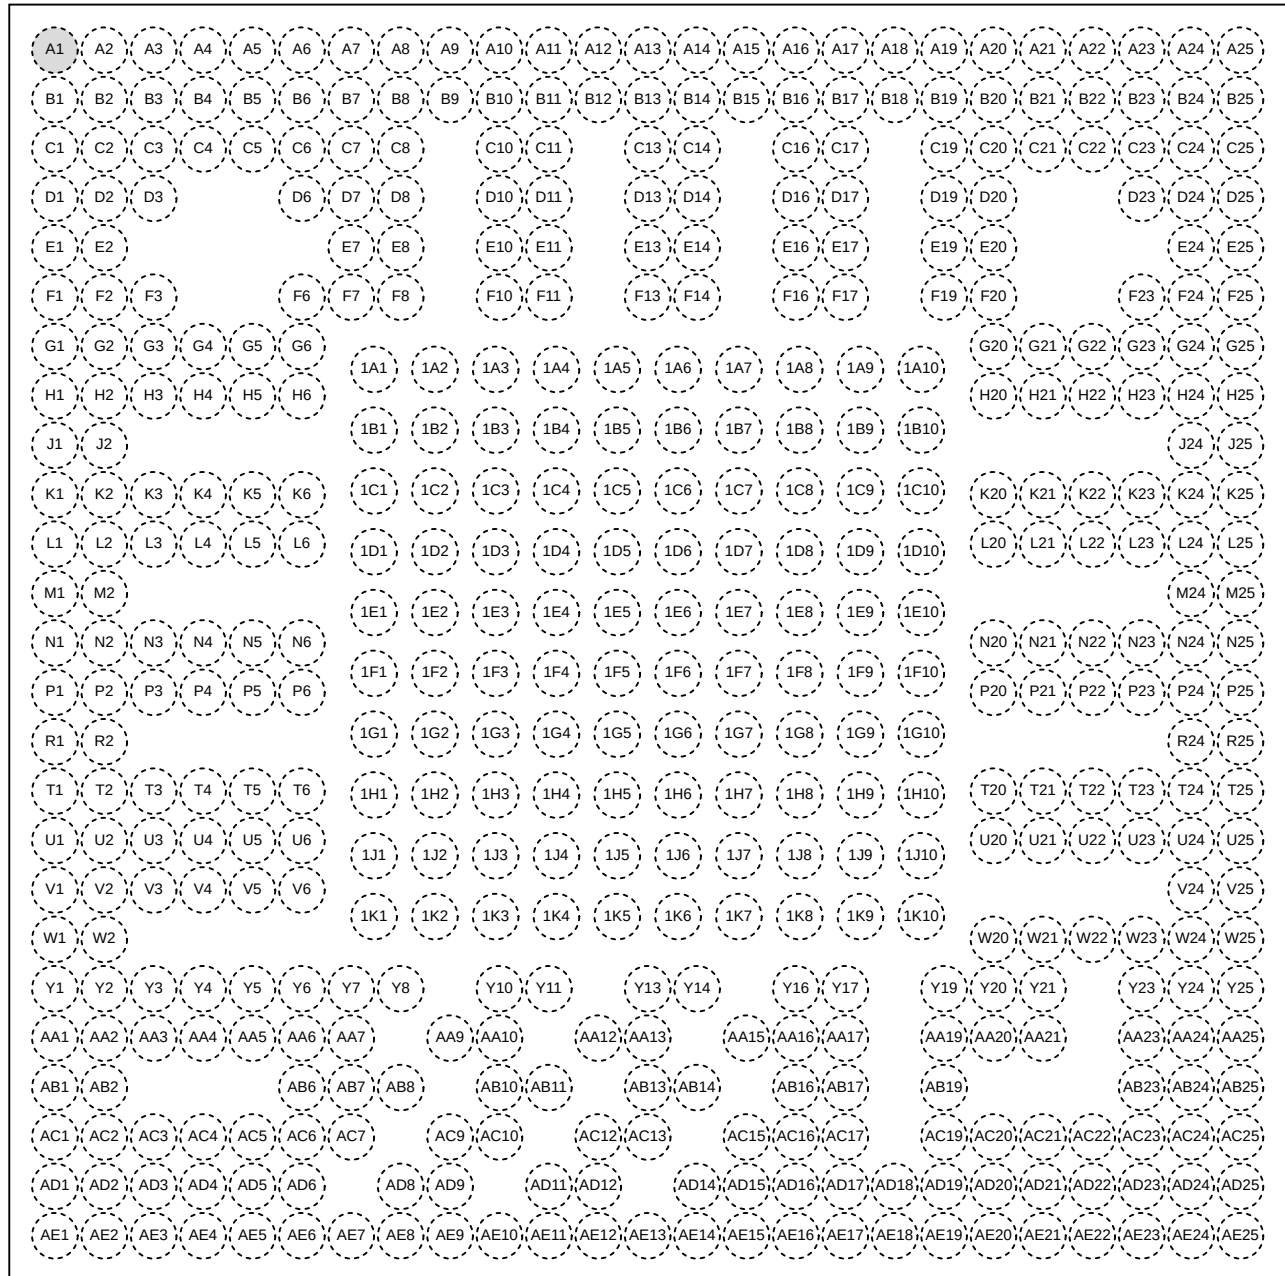 A1 A2 A3 A4 A5 A6 A7 A8 A9 A10 A11 A12 A13 A14 A15 A16 A17 A18 A19 A20 A21 A22 A23 A24 A25
B1 B2 B3 B4 B5 B6 B7 B8 B9 B10 B11 B12 B13 B14 B15 B16 B17 B18 B19 B20 B21 B22 B23 B24 B25
C1 C2 C3 C4 C5 C6 C7 C8 C10 C11 C13 C14 C16 C17 C19 C20 C21 C22 C23 C24 C25
D1 D2 D3 D6 D7 D8 D10 D11 D13 D14 D16 D17 D19 D20 D23 D24 D25
E1 E2 E7 E8 E10 E11 E13 E14 E16 E17 E19 E20 E24 E25
F1 F2 F3 F6 F7 F8 F10 F11 F13 F14 F16 F17 F19 F20 F23 F24 F25
G1 G2 G3 G4 G5 G6 G20 G21 G22 G23 G24 G25
1A1 1A2 1A3 1A4 1A5 1A6 1A7 1A8 1A9 1A10
H1 H2 H3 H4 H5 H6 H20 H21 H22 H23 H24 H25
1B1 1B2 1B3 1B4 1B5 1B6 1B7 1B8 1B9 1B10
J1 J2 J24 J25
1C1 1C2 1C3 1C4 1C5 1C6 1C7 1C8 1C9 1C10
K1 K2 K3 K4 K5 K6 K20 K21 K22 K23 K24 K25
L1 L2 L3 L4 L5 L6 L20 L21 L22 L23 L24 L25
1D1 1D2 1D3 1D4 1D5 1D6 1D7 1D8 1D9 1D10
M1 M2 M24 M25
1E1 1E2 1E3 1E4 1E5 1E6 1E7 1E8 1E9 1E10
N1 N2 N3 N4 N5 N6 N20 N21 N22 N23 N24 N25
1F1 1F2 1F3 1F4 1F5 1F6 1F7 1F8 1F9 1F10
P1 P2 P3 P4 P5 P6 P20 P21 P22 P23 P24 P25
1G1 1G2 1G3 1G4 1G5 1G6 1G7 1G8 1G9 1G10
R1 R2 R24 R25
T1 T2 T3 T4 T5 T6 T20 T21 T22 T23 T24 T25
1H1 1H2 1H3 1H4 1H5 1H6 1H7 1H8 1H9 1H10
U1 U2 U3 U4 U5 U6 U20 U21 U22 U23 U24 U25
1J1 1J2 1J3 1J4 1J5 1J6 1J7 1J8 1J9 1J10
V1 V2 V3 V4 V5 V6 V24 V25
1K1 1K2 1K3 1K4 1K5 1K6 1K7 1K8 1K9 1K10
W1 W2 W20 W21 W22 W23 W24 W25
Y1 Y2 Y3 Y4 Y5 Y6 Y7 Y8 Y10 Y11 Y13 Y14 Y16 Y17 Y19 Y20 Y21 Y23 Y24 Y25
AA1 AA2 AA3 AA4 AA5 AA6 AA7 AA9 AA10 AA12 AA13 AA15 AA16 AA17 AA19 AA20 AA21 AA23 AA24 AA25
AB1 AB2 AB6 AB7 AB8 AB10 AB11 AB13 AB14 AB16 AB17 AB19 AB23 AB24 AB25
AC1 AC2 AC3 AC4 AC5 AC6 AC7 AC9 AC10 AC12 AC13 AC15 AC16 AC17 AC19 AC20 AC21 AC22 AC23 AC24 AC25
AD1 AD2 AD3 AD4 AD5 AD6 AD8 AD9 AD11 AD12 AD14 AD15 AD16 AD17 AD18 AD19 AD20 AD21 AD22 AD23 AD24 AD25
AE1 AE2 AE3 AE4 AE5 AE6 AE7 AE8 AE9 AE10 AE11 AE12 AE13 AE14 AE15 AE16 AE17 AE18 AE19 AE20 AE21 AE22 AE23 AE24 AE25